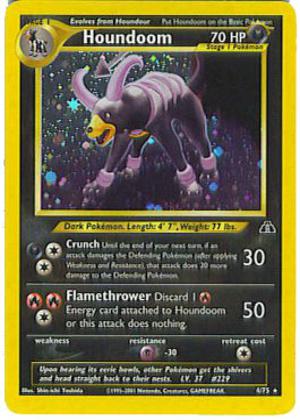 STAGE 1 Evolves from Houndour Put Houndoom on the Basic Pokémon
Houndoom 70 HP
Stage 1 Pokémon
Dark Pokémon. Length: 4' 7", Weight: 77 lbs.
Crunch Until the end of your next turn, if an
attack damages the Defending Pokémon (after applying
Weakness and Resistance), that attack does 30 more
damage to the Defending Pokémon.
30
Flamethrower Discard 1
Energy card attached to Houndoom
or this attack does nothing.
50
weakness resistance retreat cost
-30
Upon hearing its eerie howls, other Pokémon get the shivers
and head straight back to their nests. LV. 37 #229
Illus. Shin-ichi Yoshida ©1995-2001 Nintendo, Creatures, GAMEFREAK. 4/75 ★